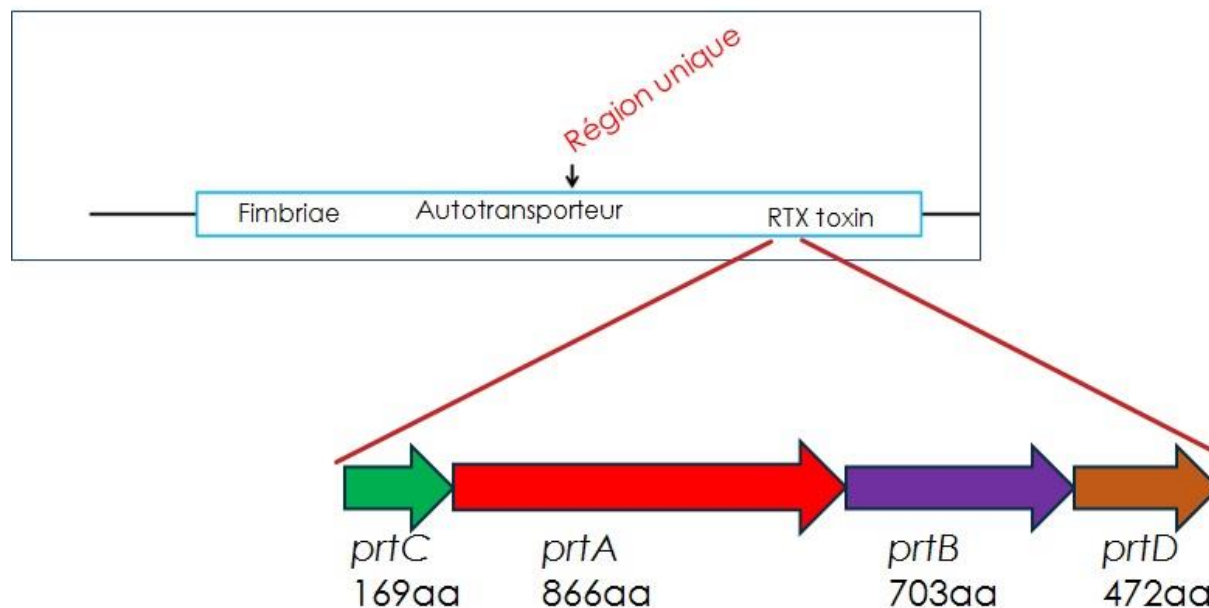 Région unique
Fimbriae
Autotransporteur
RTX toxin
prtC
prtA
prtB
prtD
169aa
866aa
703aa
472aa